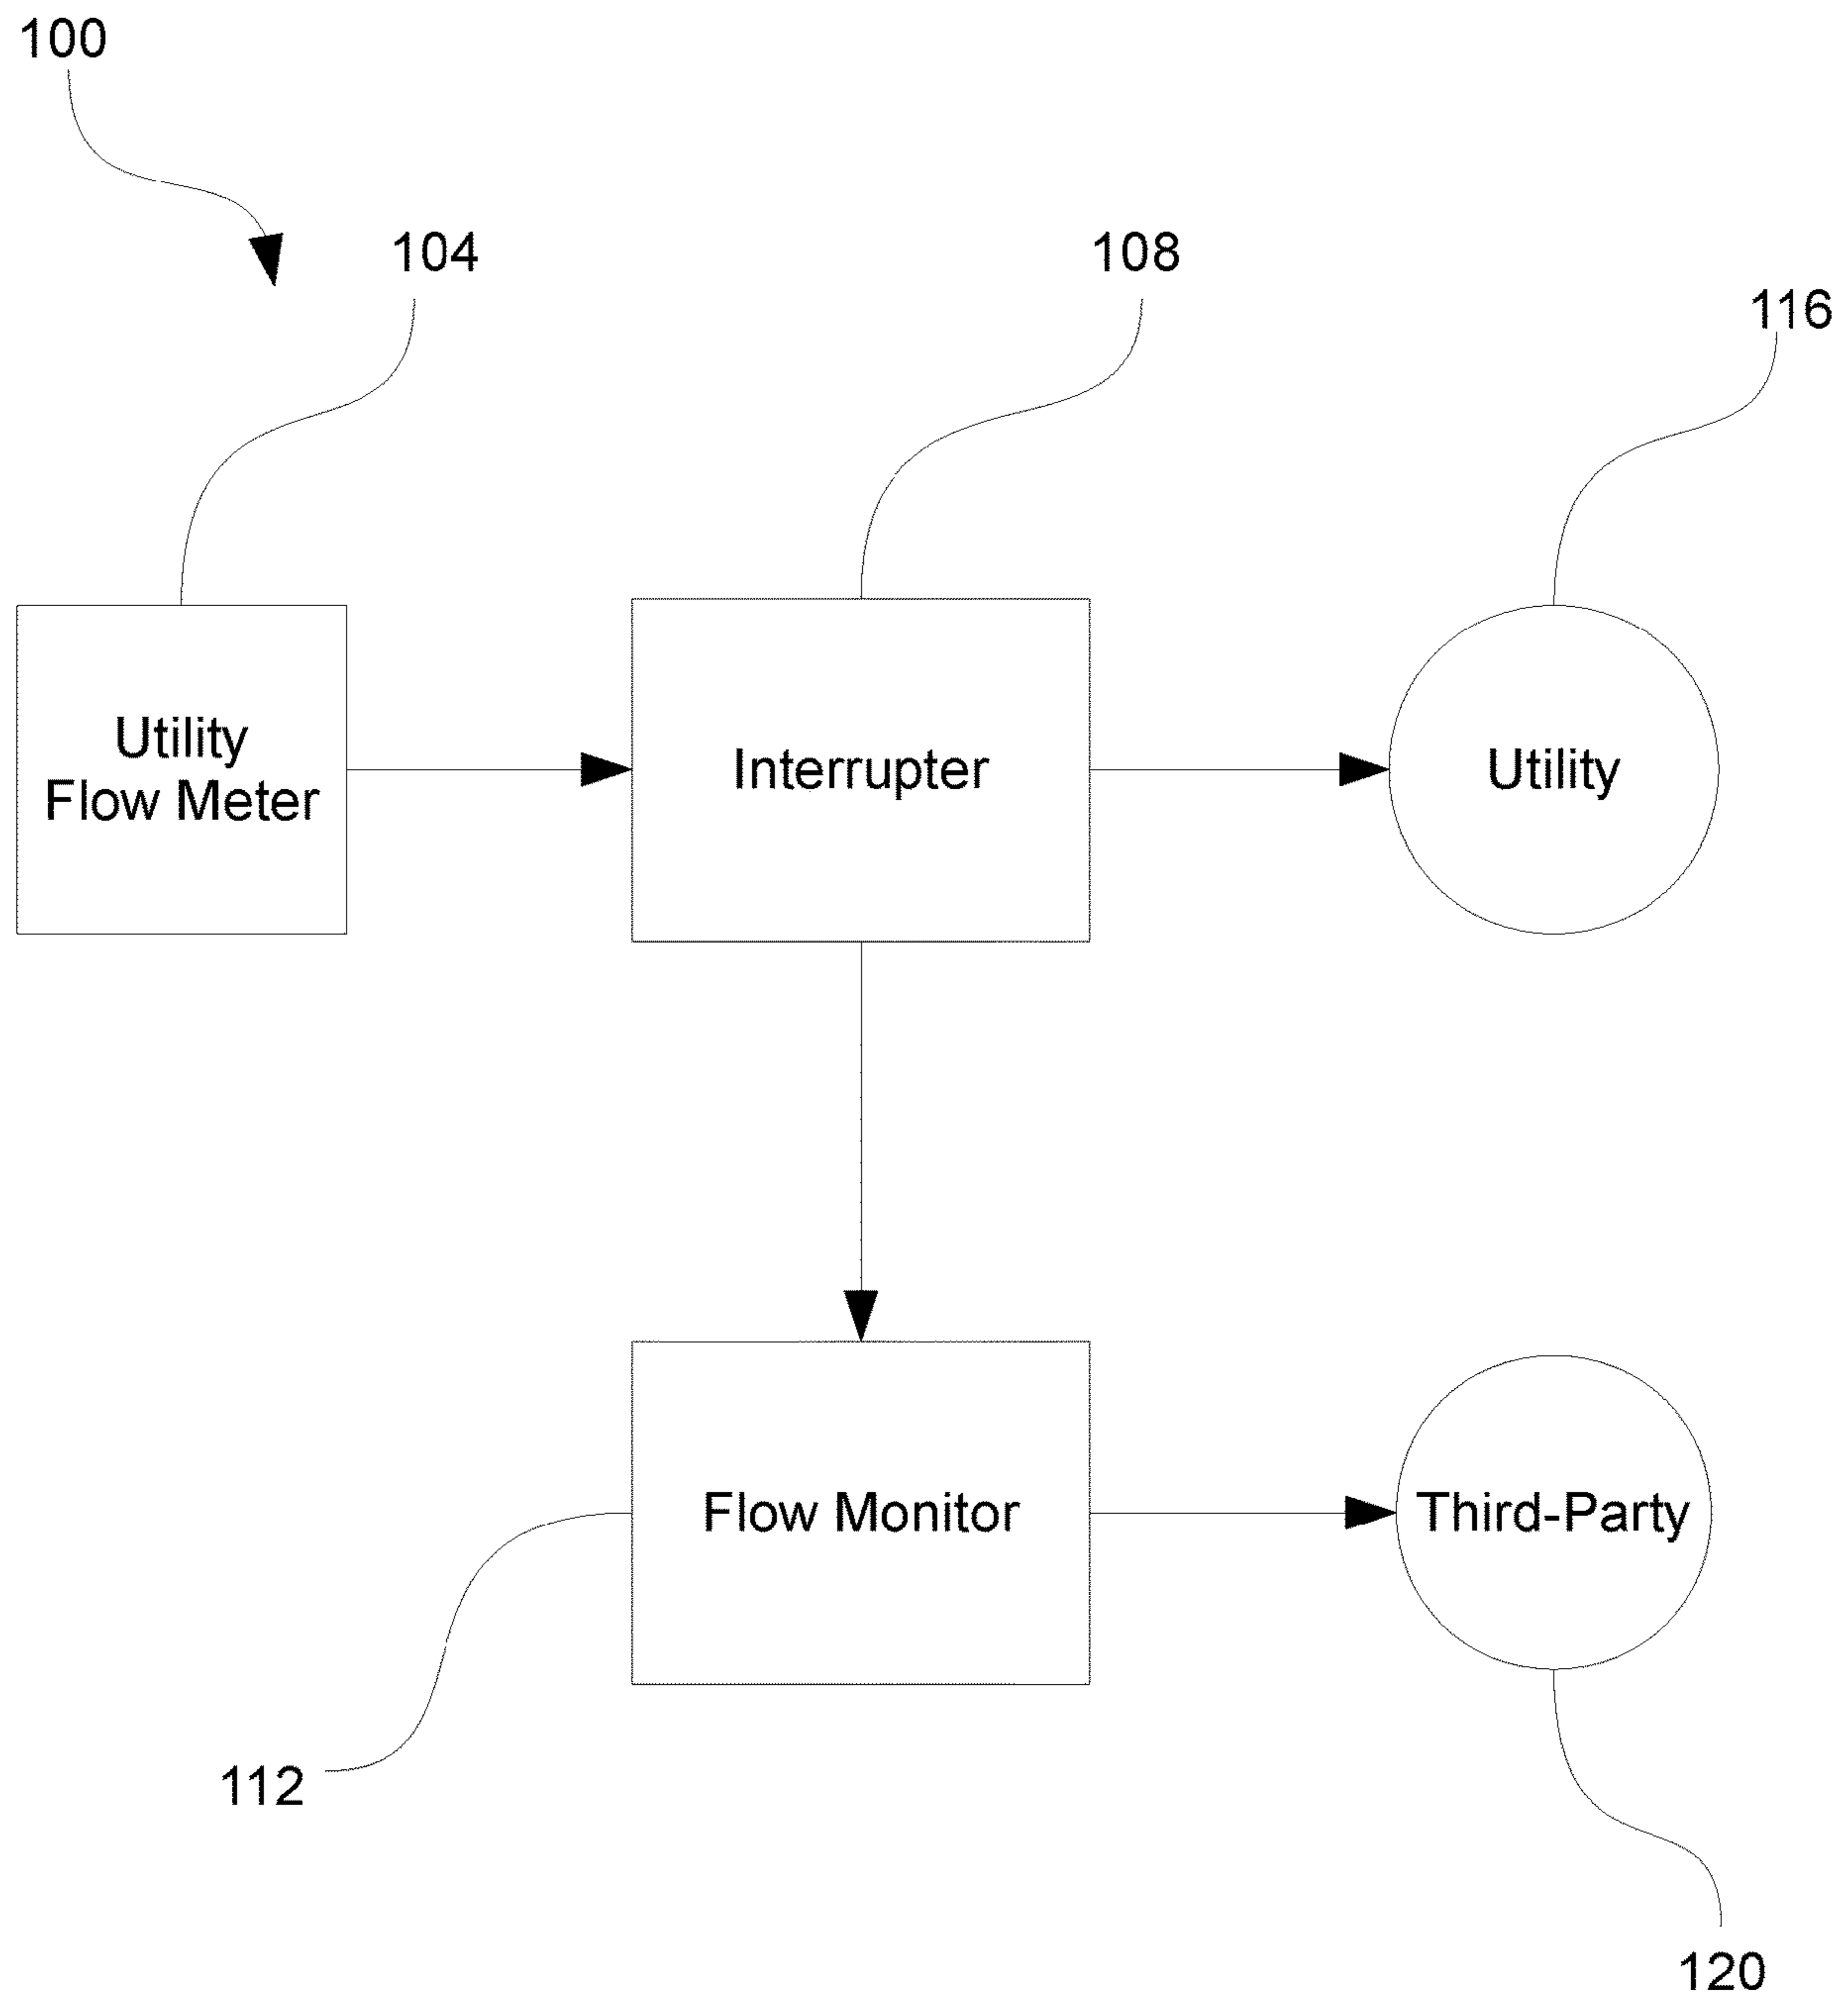 100
104
108
116
Utility
Flow Meter
Interrupter
Utility
Flow Monitor
Third-Party
112
120